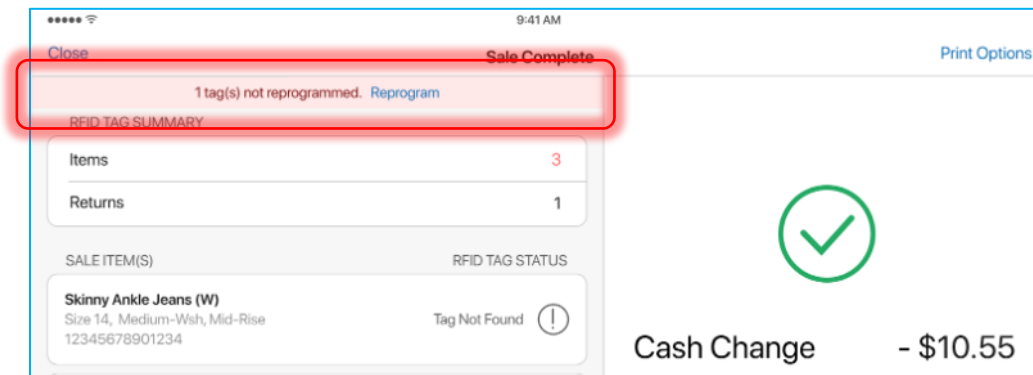 9:41 AM
Close
Sale Complete
Print Options
1 tag(s) not reprogrammed. Reprogram
RFID TAG SUMMARY
Items 3
Returns 1
SALE ITEM(S) RFID TAG STATUS
Skinny Ankle Jeans (W)
Size 14, Medium-Wsh, Mid-Rise
12345678901234
Tag Not Found
Cash Change - $10.55